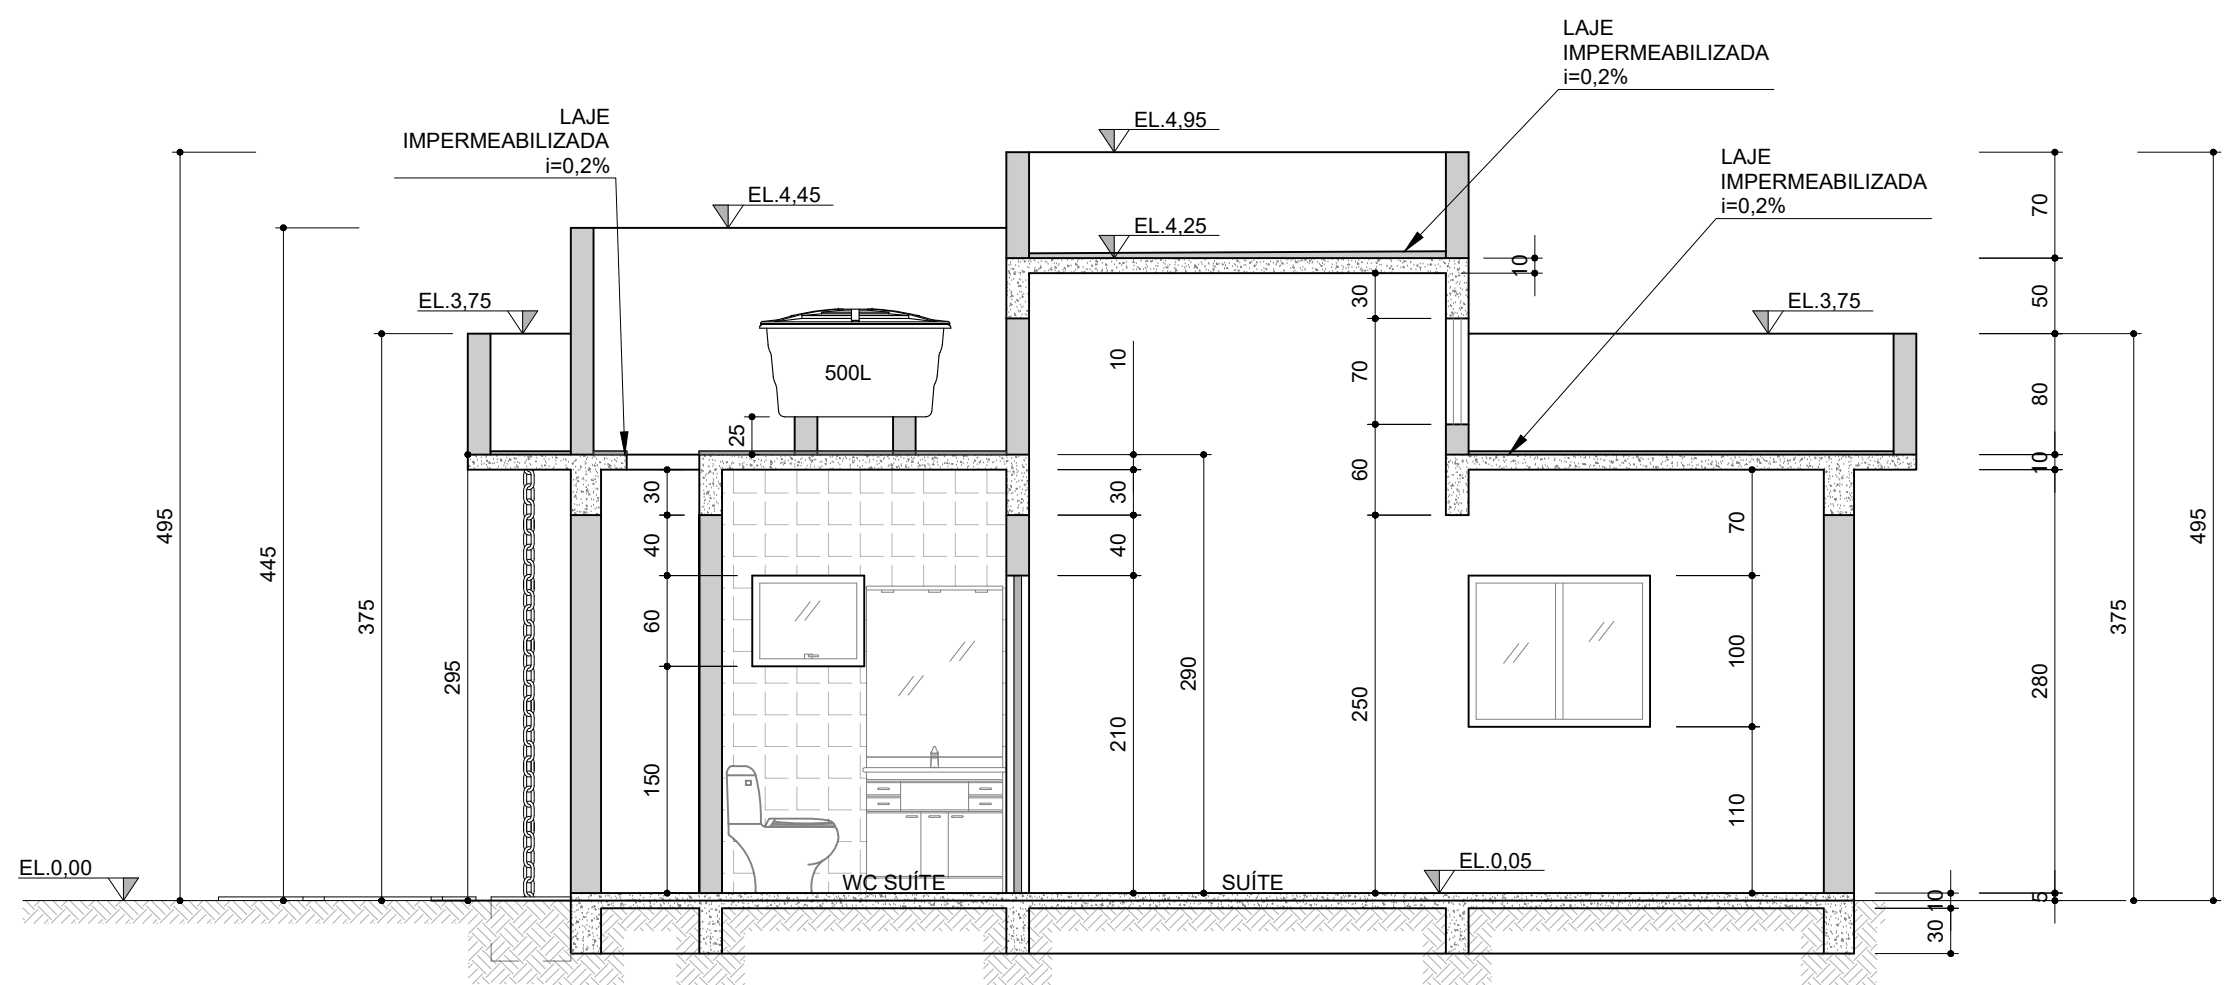 LAJE
IMPERMEABILIZADA
i=0,2%
LAJE
IMPERMEABILIZADA
i=0,2%
EL.4,95
LAJE
IMPERMEABILIZADA
i=0,2%
EL.4,45
EL.4,25
EL.3,75
EL.3,75
500L
495
445
375
295
25
30
40
60
150
10
30
40
210
290
10
30
70
60
250
70
100
110
70
50
80
10
280
5
10
30
375
495
EL.0,00
WC SUÍTE
SUÍTE
EL.0,05